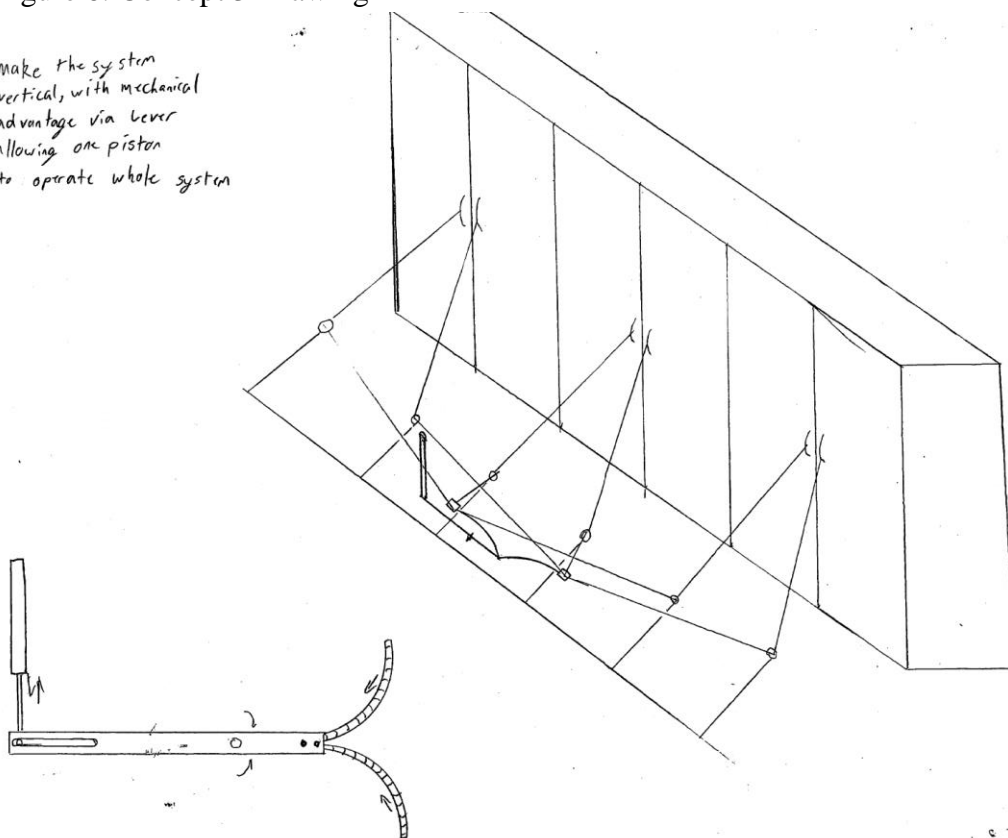 make the system
vertical, with mechanical
advantage via Lever
allowing one piston
to operate whole system